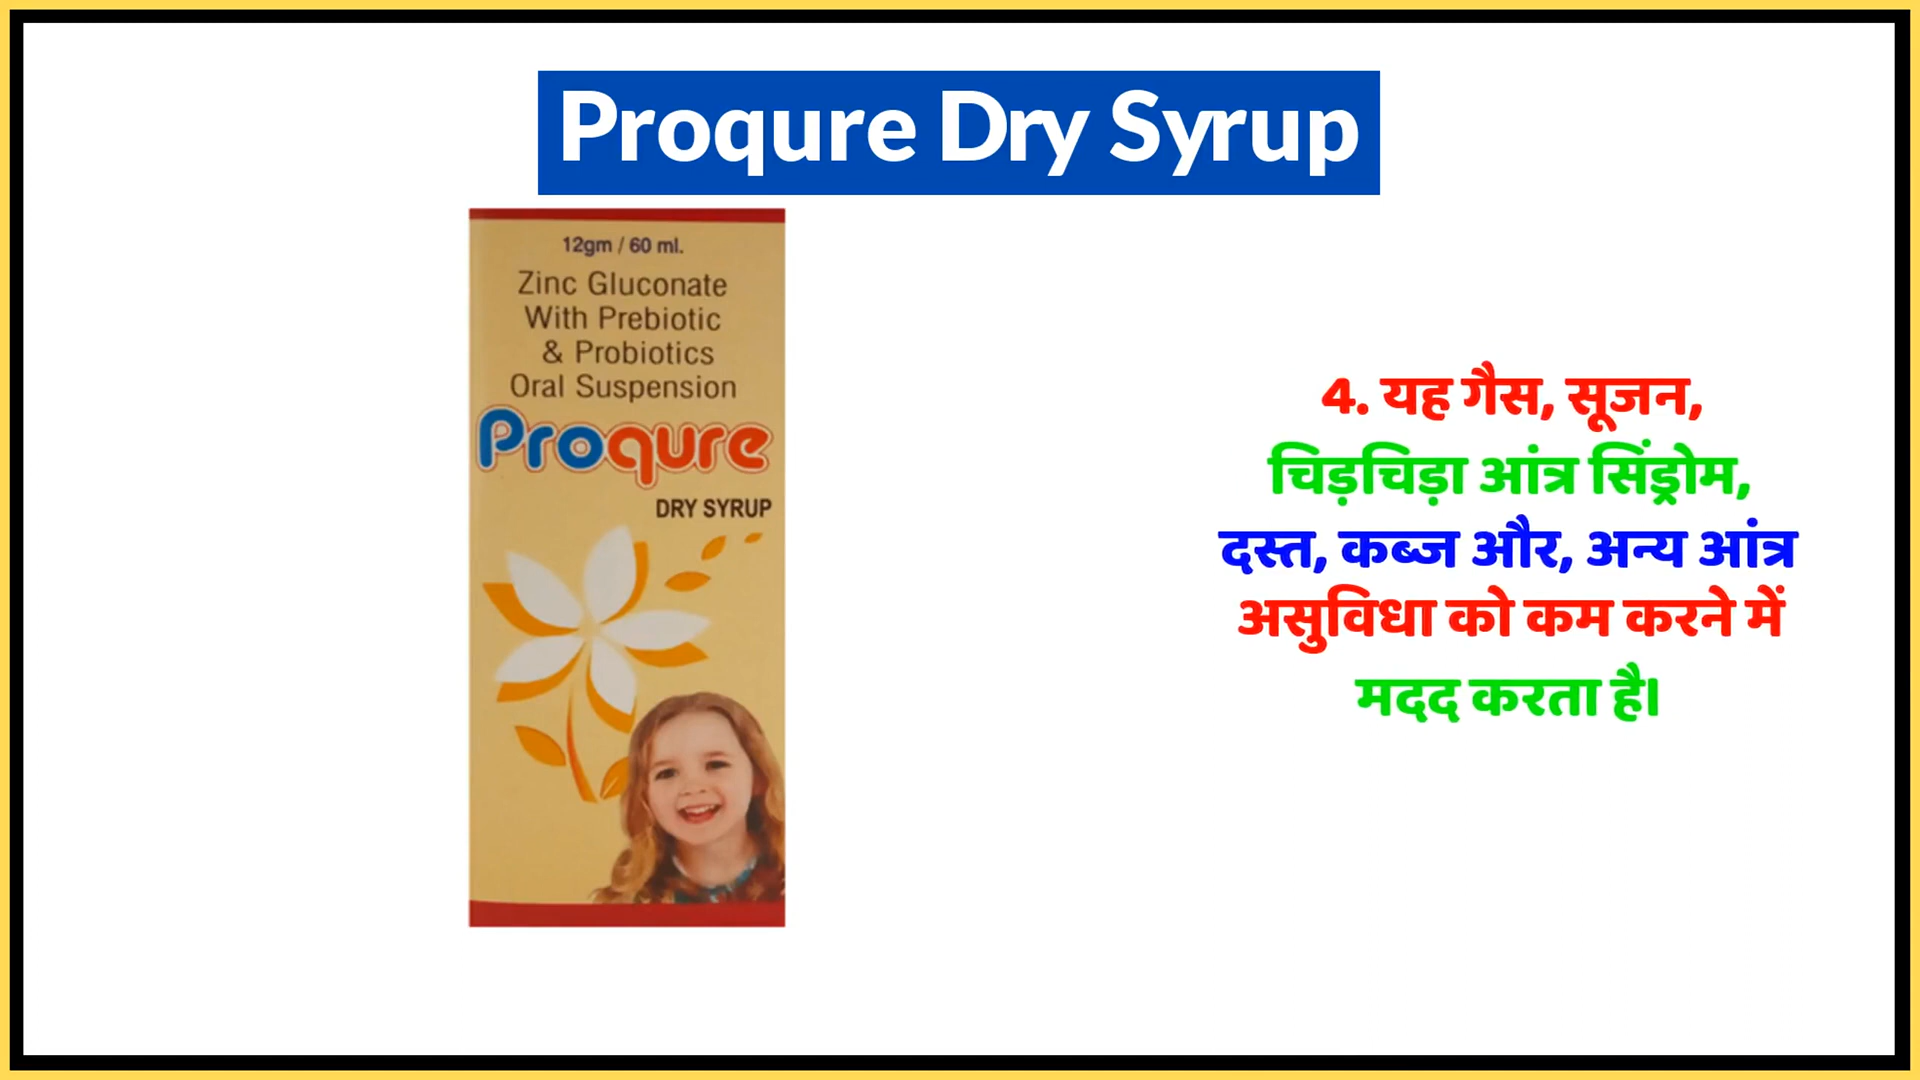 Proqure Dry Syrup
12gm / 60 ml.
Zinc Gluconate
With Prebiotic
& Probiotics
Oral Suspension
Proqure
DRY SYRUP
4. यह गैस, सूजन,
चिड़चिड़ा आंत्र सिंड्रोम,
दस्त, कब्ज और, अन्य आंत्र
असुविधा को कम करने में
मदद करता है।